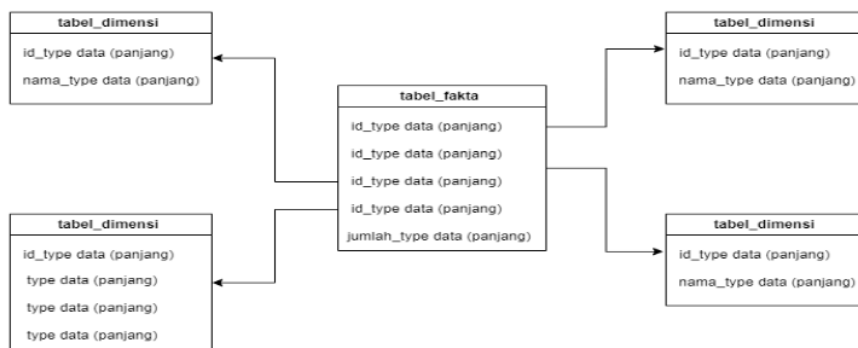 tabel_dimensi
id_type data (panjang)
nama_type data (panjang)
tabel_dimensi
id_type data (panjang)
nama_type data (panjang)
tabel_fakta
id_type data (panjang)
id_type data (panjang)
id_type data (panjang)
id_type data (panjang)
jumlah_type data (panjang)
tabel_dimensi
id_type data (panjang)
type data (panjang)
type data (panjang)
type data (panjang)
tabel_dimensi
id_type data (panjang)
nama_type data (panjang)